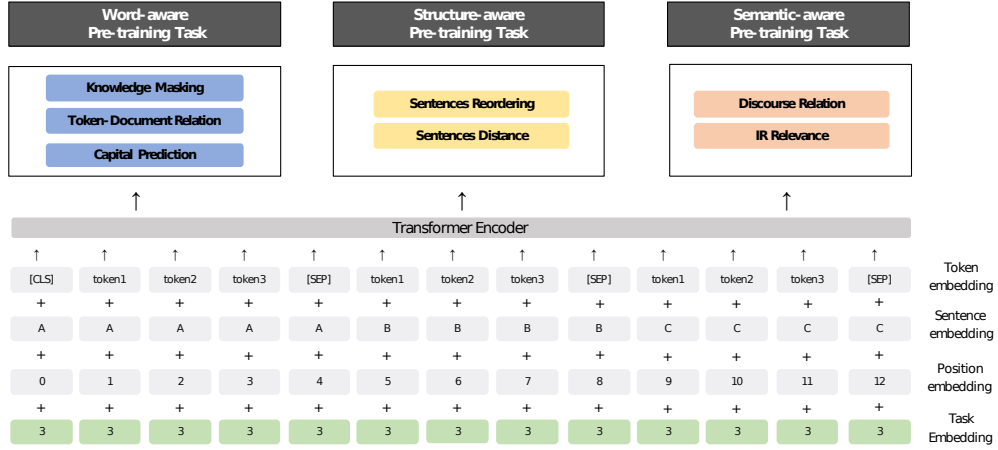 Word-aware
Pre-training Task
Structure-aware
Pre-training Task
Semantic-aware
Pre-training Task
Knowledge Masking
Token-Document Relation
Capital Prediction
Sentences Reordering
Sentences Distance
Discourse Relation
IR Relevance
↑ ↑ ↑
Transformer Encoder
↑ ↑ ↑ ↑ ↑ ↑ ↑ ↑ ↑ ↑ ↑ ↑ ↑
[CLS] token1 token2 token3 [SEP] token1 token2 token3 [SEP] token1 token2 token3 [SEP]
Token
embedding
+ + + + + + + + + + + + +
A A A A A B B B B C C C C
Sentence
embedding
+ + + + + + + + + + + + +
0 1 2 3 4 5 6 7 8 9 10 11 12
Position
embedding
+ + + + + + + + + + + + +
3 3 3 3 3 3 3 3 3 3 3 3 3
Task
Embedding